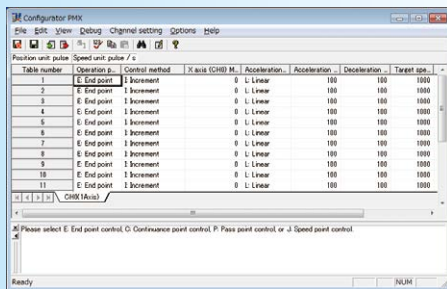 Configurator PMX
File Edit View Debug Channel setting Options Help
Position unit: pulse Speed unit: pulse / s
Table number Operation p... Control method X axis (CH0) M... Acceleration... Acceleration ... Deceleration ... Target spe...
1 E: End point I: Increment 0 L: Linear 100 100 1000
2 E: End point I: Increment 0 L: Linear 100 100 1000
3 E: End point I: Increment 0 L: Linear 100 100 1000
4 E: End point I: Increment 0 L: Linear 100 100 1000
5 E: End point I: Increment 0 L: Linear 100 100 1000
6 E: End point I: Increment 0 L: Linear 100 100 1000
7 E: End point I: Increment 0 L: Linear 100 100 1000
8 E: End point I: Increment 0 L: Linear 100 100 1000
9 E: End point I: Increment 0 L: Linear 100 100 1000
10 E: End point I: Increment 0 L: Linear 100 100 1000
11 E: End point I: Increment 0 L: Linear 100 100 1000
CH0(1Axis)
Please select E: End point control, C: Continuance point control, P: Pass point control, or J: Speed point control.
Ready NUM